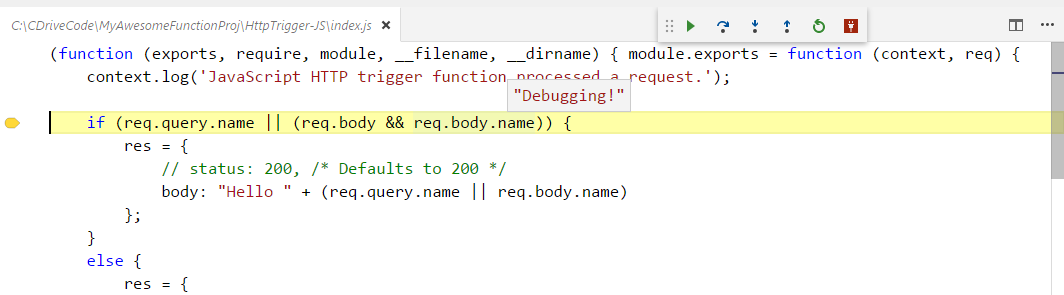 C:\CDriveCode\MyAwesomeFunctionProj\HttpTrigger-JS\index.js
(function (exports, require, module, __filename, __dirname) { module.exports = function (context, req) {
context.log('JavaScript HTTP trigger function processed a request.');
"Debugging!"
if (req.query.name || (req.body && req.body.name)) {
res = {
// status: 200, /* Defaults to 200 */
body: "Hello " + (req.query.name || req.body.name)
};
}
else {
res = {